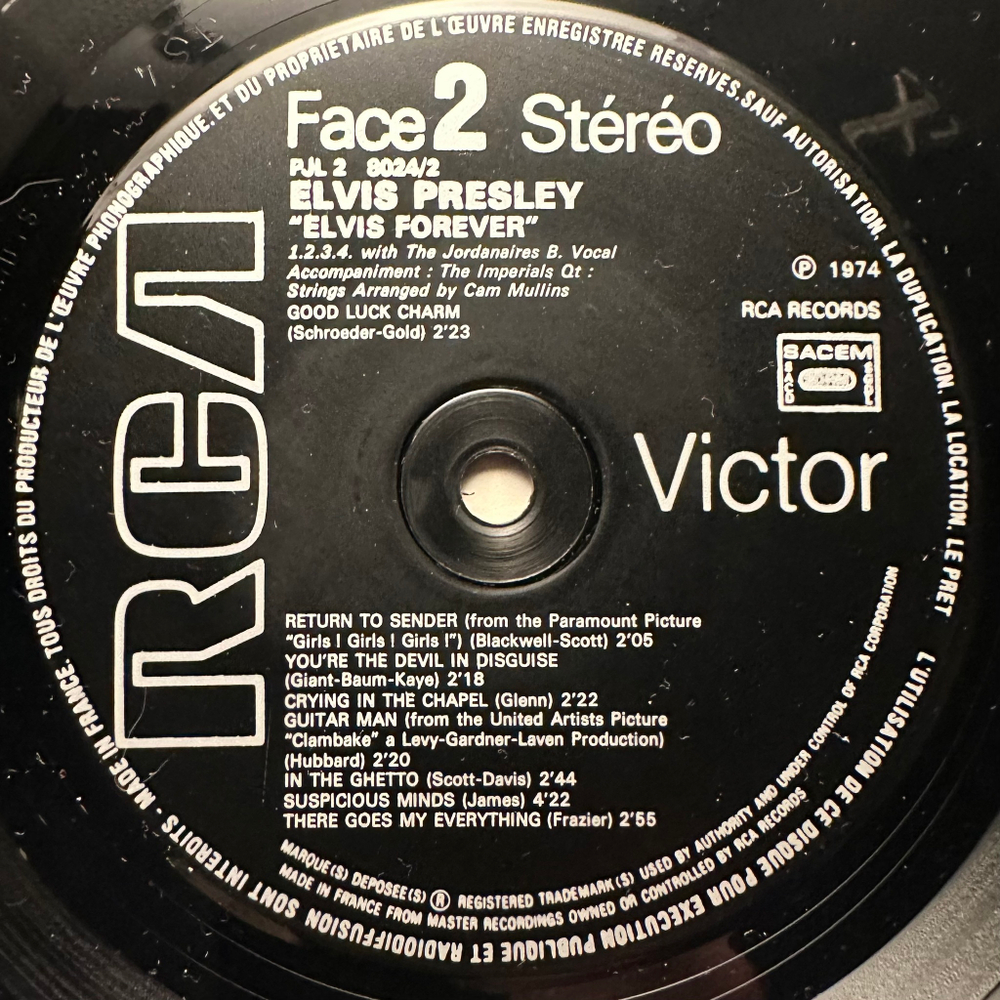 Face 2 Stéréo
PJL 2 8024/2
ELVIS PRESLEY
“ELVIS FOREVER”
1.2.3.4. with The Jordanaires B. Vocal
Accompaniment : The Imperials Qt :
Strings Arranged by Cam Mullins
GOOD LUCK CHARM
(Schroeder-Gold) 2’23
Ⓟ 1974
RCA RECORDS
SACEM
RCA
Victor
RETURN TO SENDER (from the Paramount Picture
“Girls ! Girls ! Girls !”) (Blackwell-Scott) 2’05
YOU’RE THE DEVIL IN DISGUISE
(Giant-Baum-Kaye) 2’18
CRYING IN THE CHAPEL (Glenn) 2’22
GUITAR MAN (from the United Artists Picture
“Clambake” a Levy-Gardner-Laven Production)
(Hubbard) 2’20
IN THE GHETTO (Scott-Davis) 2’44
SUSPICIOUS MINDS (James) 4’22
THERE GOES MY EVERYTHING (Frazier) 2’55
MARQUE(S) DEPOSEE(S) ® REGISTERED TRADEMARK(S) USED BY AUTHORITY AND UNDER CONTROL OF RCA CORPORATION
MADE IN FRANCE FROM MASTER RECORDINGS OWNED OR CONTROLLED BY RCA RECORDS
MADE IN FRANCE. TOUS DROITS DU PRODUCTEUR DE L’ŒUVRE PHONOGRAPHIQUE.ET DU PROPRIETAIRE DE L’ŒUVRE ENREGISTREE RESERVES.SAUF AUTORISATION, LA DUPLICATION, LA LOCATION, LE PRET
L’UTILISATION DE CE DISQUE POUR EXECUTION PUBLIQUE ET RADIODIFFUSION SONT INTERDITS -